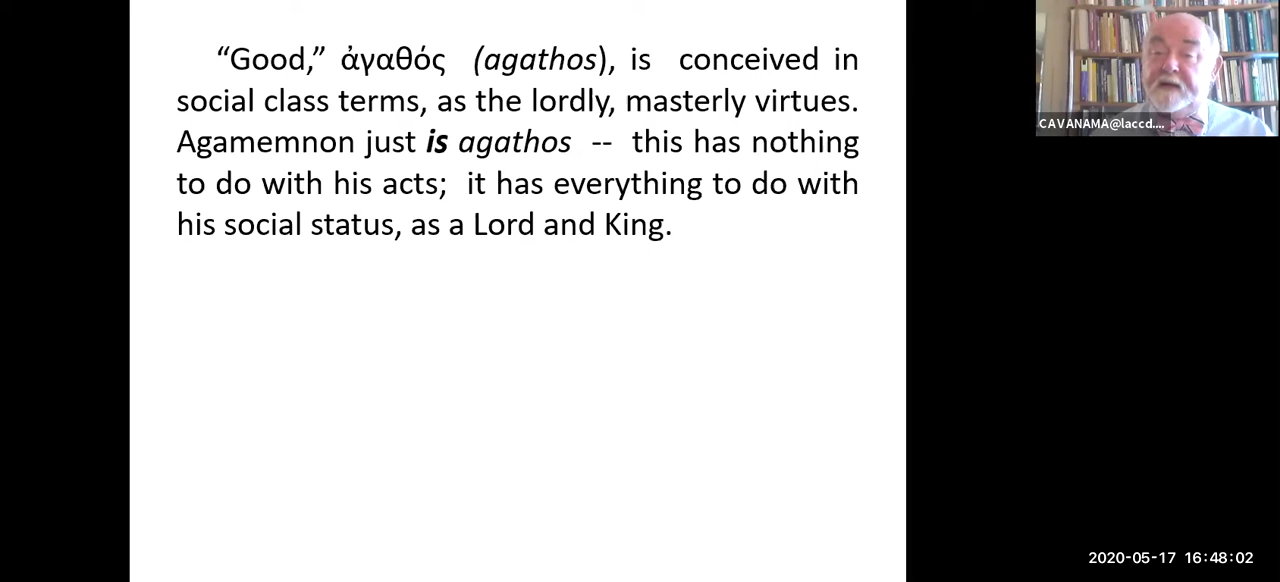 “Good,” ἀγαθός (agathos), is conceived in
social class terms, as the lordly, masterly virtues.
Agamemnon just is agathos -- this has nothing
to do with his acts; it has everything to do with
his social status, as a Lord and King.
CAVANAMA@laccd....
2020-05-17 16:48:02